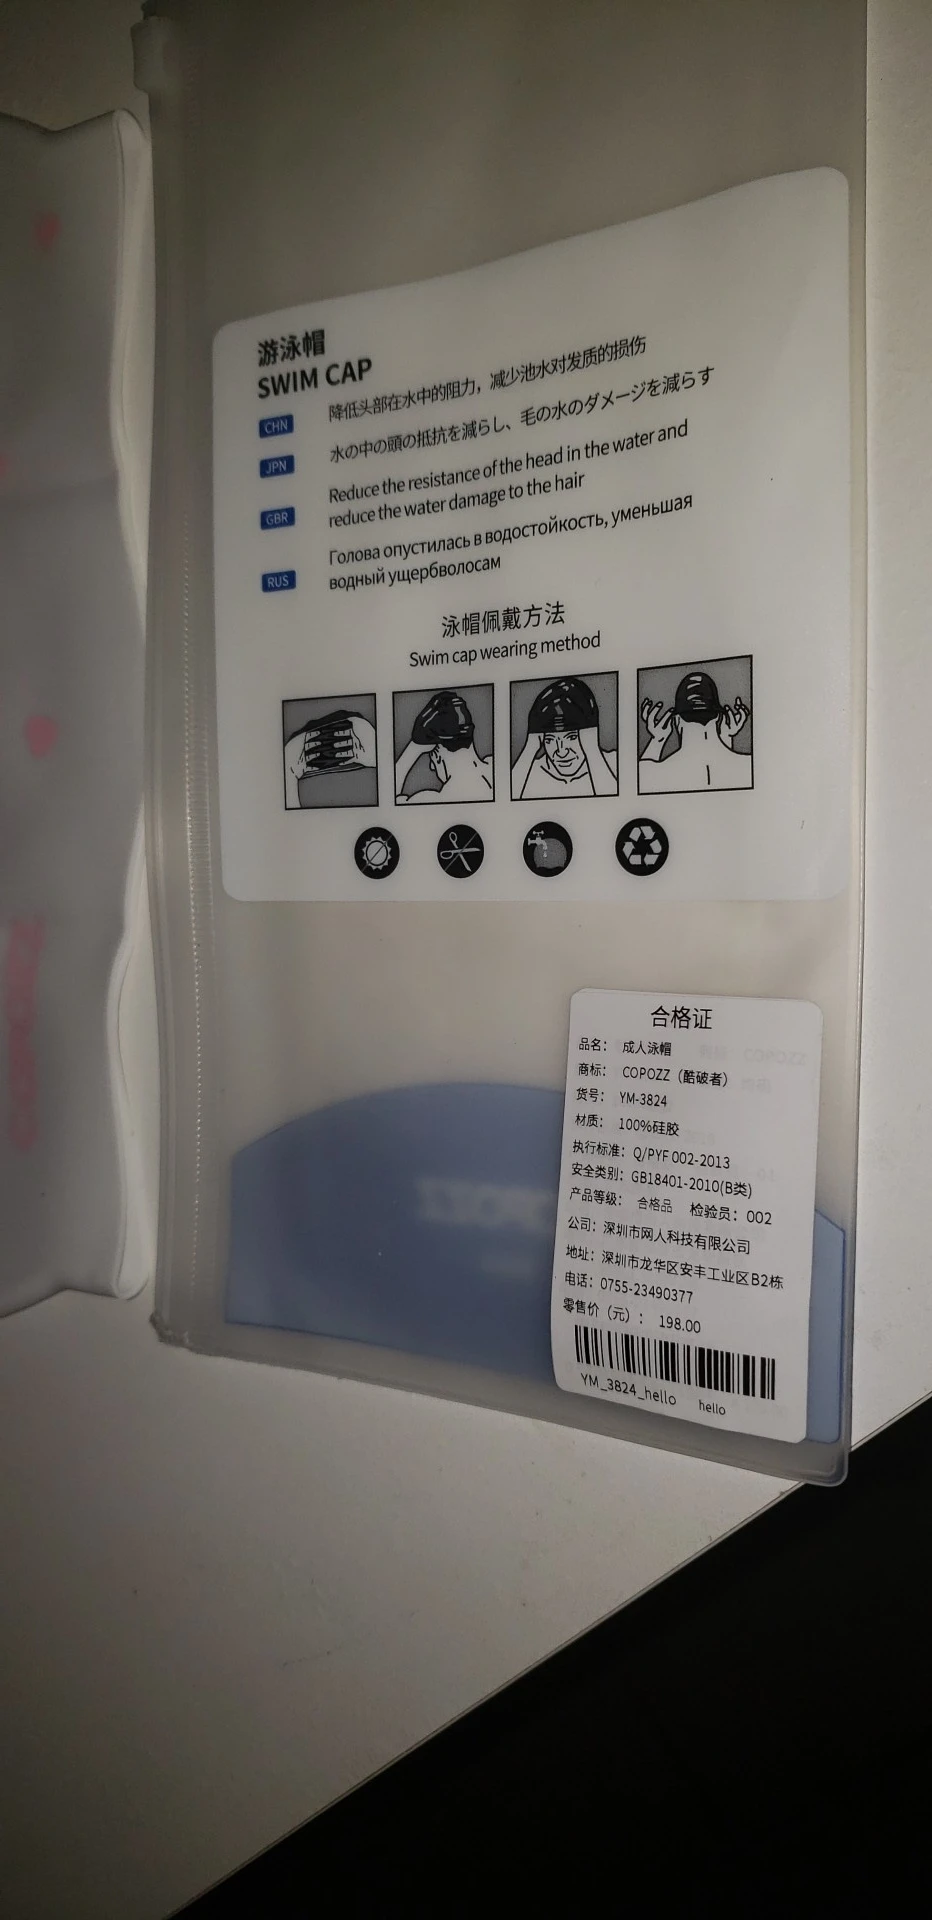 游泳帽
SWIM CAP
CHN 降低头部在水中的阻力，减少池水对发质的损伤
JPN 水の中の頭の抵抗を減らし、毛の水のダメージを減らす
GBR Reduce the resistance of the head in the water and
reduce the water damage to the hair
RUS Голова опустилась в водостойкость, уменьшая
водный ущербволосам
泳帽佩戴方法
Swim cap wearing method
合格证
品名： 成人泳帽
商标： COPOZZ（酷破者）
货号： YM-3824
材质： 100%硅胶
执行标准： Q/PYF 002-2013
安全类别： GB18401-2010(B类)
产品等级： 合格品 检验员： 002
公司： 深圳市网人科技有限公司
地址： 深圳市龙华区安丰工业区B2栋
电话： 0755-23490377
零售价（元）： 198.00
YM_3824_hello hello